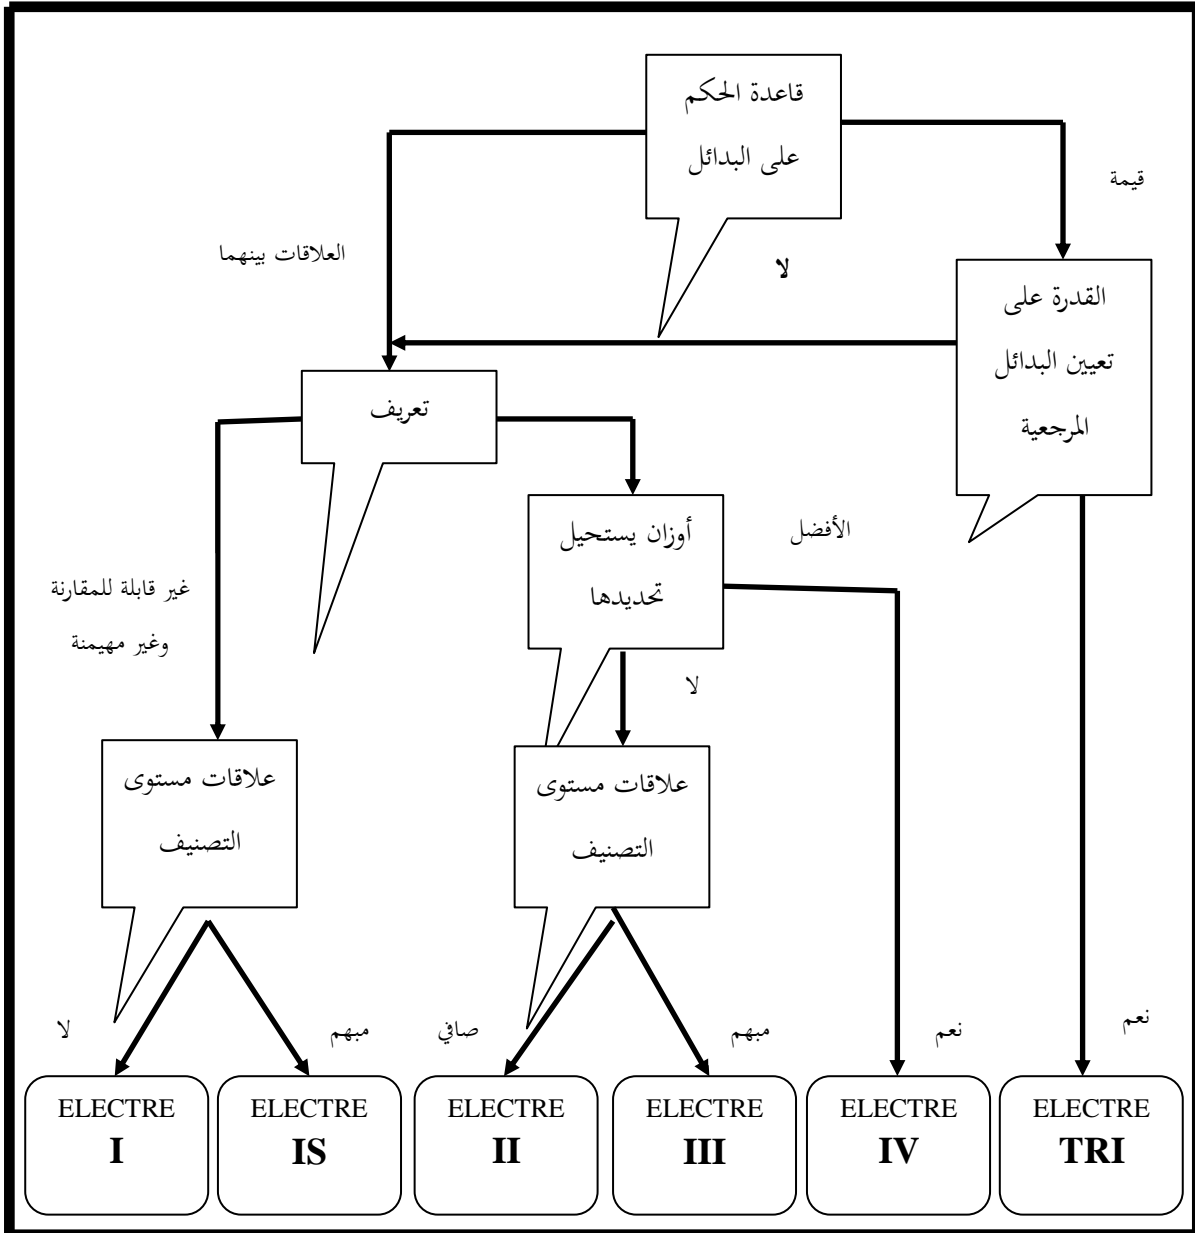 قاعدة الحكم
على البدائل
قيمة
العلاقات بينهما
لا
القدرة على
تعيين البدائل
المرجعية
تعريف
أوزان يستحيل
تحديدها
الأفضل
غير قابلة للمقارنة
وغير مهيمنة
لا
علاقات مستوى
التصنيف
علاقات مستوى
التصنيف
نعم
نعم
مبهم
صافي
مبهم
لا
ELECTRE
I
ELECTRE
IS
ELECTRE
II
ELECTRE
III
ELECTRE
IV
ELECTRE
TRI